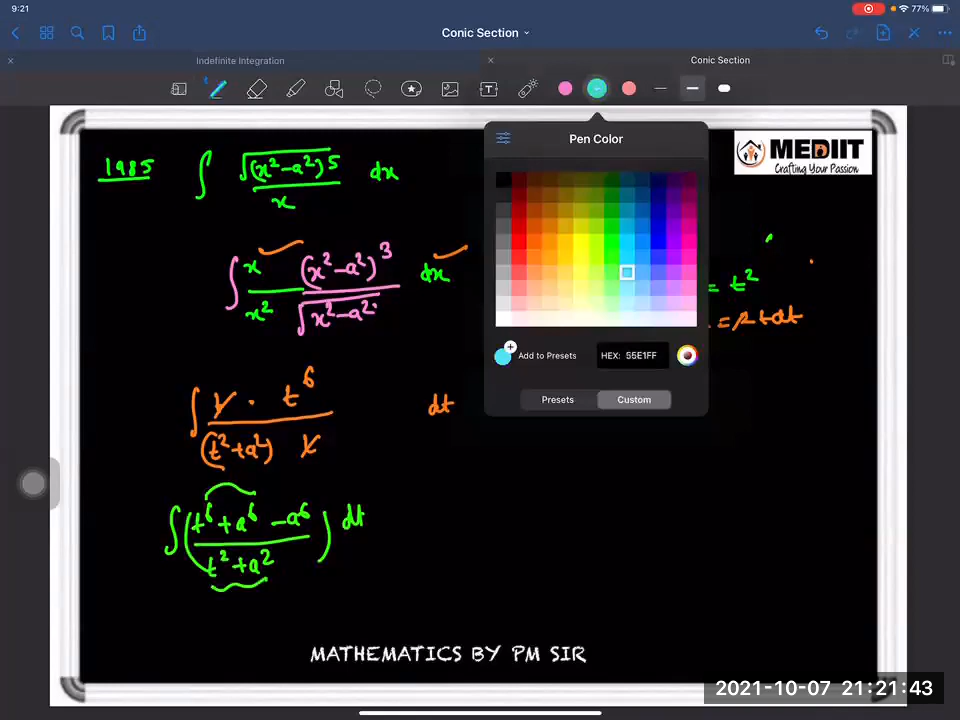 9:21
77%
Conic Section
Indefinite Integration
Conic Section
T
1985 ∫ √(x²-a²)⁵ / x dx
MEDIIT
Crafting Your Passion
∫ x (x²-a²)³ / x² √x²-a² dx
= t²
= 2tdt
∫ t · t⁶ / (t²+a²) t dt
∫ (t⁶+a⁶-a⁶ / t²+a²) dt
Pen Color
Add to Presets
HEX: 55E1FF
Presets
Custom
MATHEMATICS BY PM SIR
2021-10-07 21:21:43